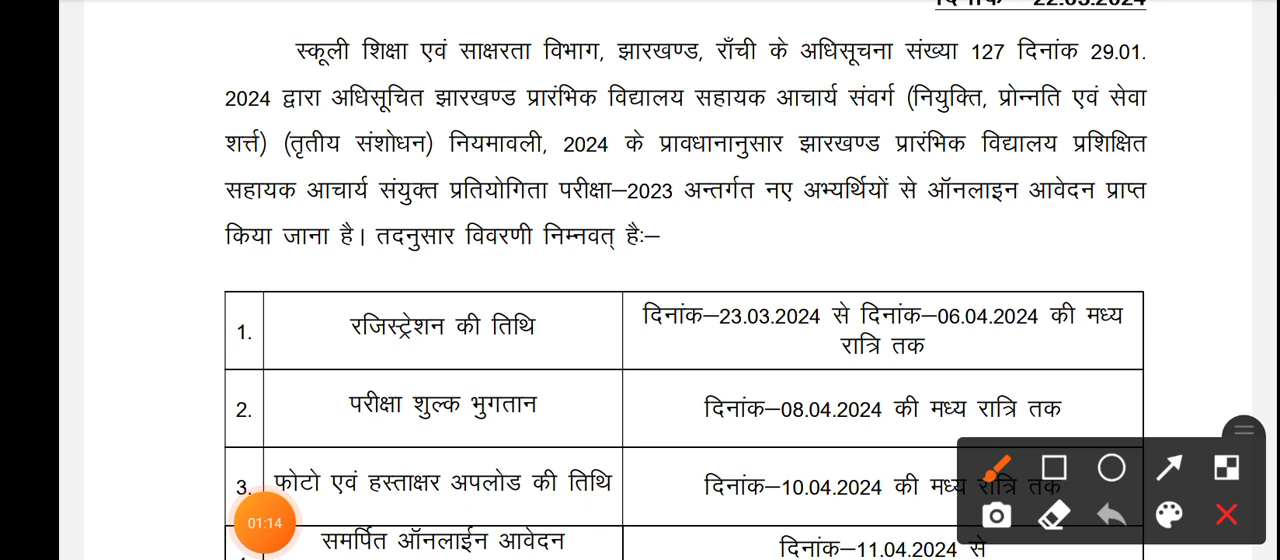 दिनांक – 22.03.2024
स्कूली शिक्षा एवं साक्षरता विभाग, झारखण्ड, राँची के अधिसूचना संख्या 127 दिनांक 29.01.
2024 द्वारा अधिसूचित झारखण्ड प्रारंभिक विद्यालय सहायक आचार्य संवर्ग (नियुक्ति, प्रोन्नति एवं सेवा
शर्त्त) (तृतीय संशोधन) नियमावली, 2024 के प्रावधानानुसार झारखण्ड प्रारंभिक विद्यालय प्रशिक्षित
सहायक आचार्य संयुक्त प्रतियोगिता परीक्षा–2023 अन्तर्गत नए अभ्यर्थियों से ऑनलाइन आवेदन प्राप्त
किया जाना है। तदनुसार विवरणी निम्नवत् है:–
1. रजिस्ट्रेशन की तिथि दिनांक–23.03.2024 से दिनांक–06.04.2024 की मध्य
रात्रि तक
2. परीक्षा शुल्क भुगतान दिनांक–08.04.2024 की मध्य रात्रि तक
3. फोटो एवं हस्ताक्षर अपलोड की तिथि दिनांक–10.04.2024 की मध्य रात्रि तक
01:14
समर्पित ऑनलाईन आवेदन दिनांक–11.04.2024 से